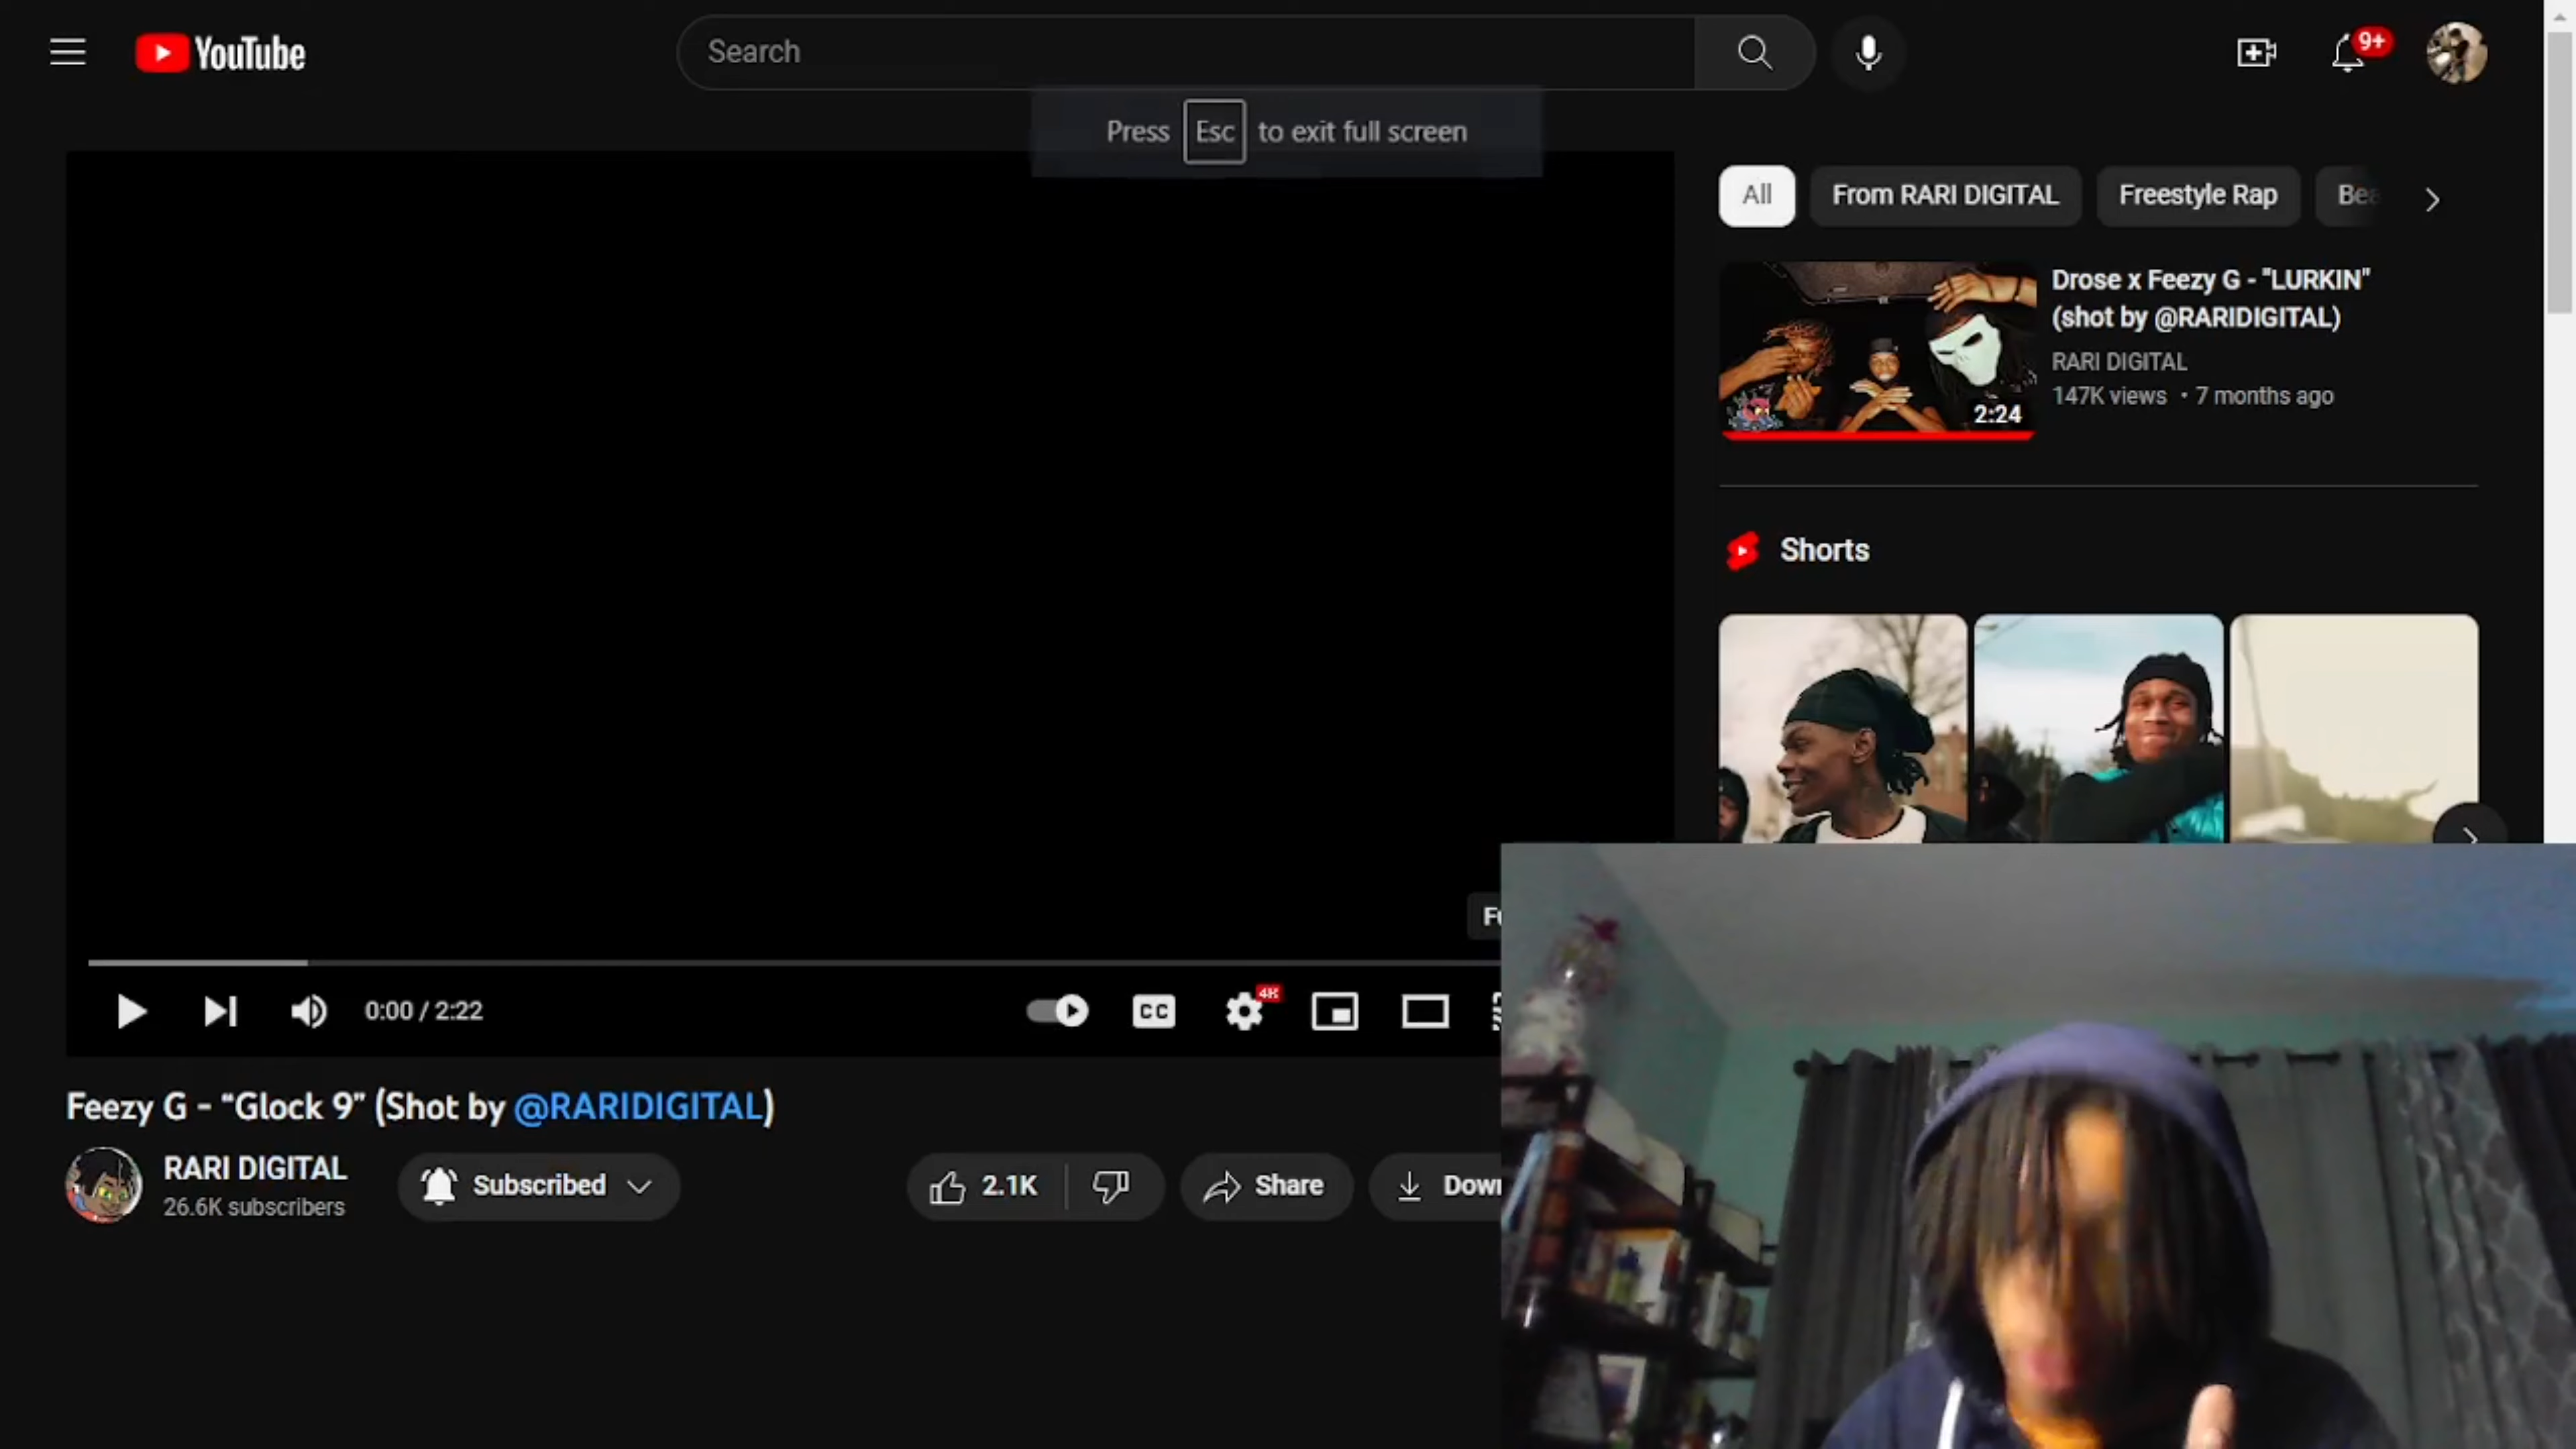 YouTube
Search
9+
Press Esc to exit full screen
All
From RARI DIGITAL
Freestyle Rap
Drose x Feezy G - "LURKIN"
(shot by @RARIDIGITAL)
RARI DIGITAL
147K views • 7 months ago
2:24
Shorts
0:00 / 2:22
CC
4K
Feezy G - “Glock 9” (Shot by @RARIDIGITAL)
RARI DIGITAL
26.6K subscribers
Subscribed
2.1K
Share